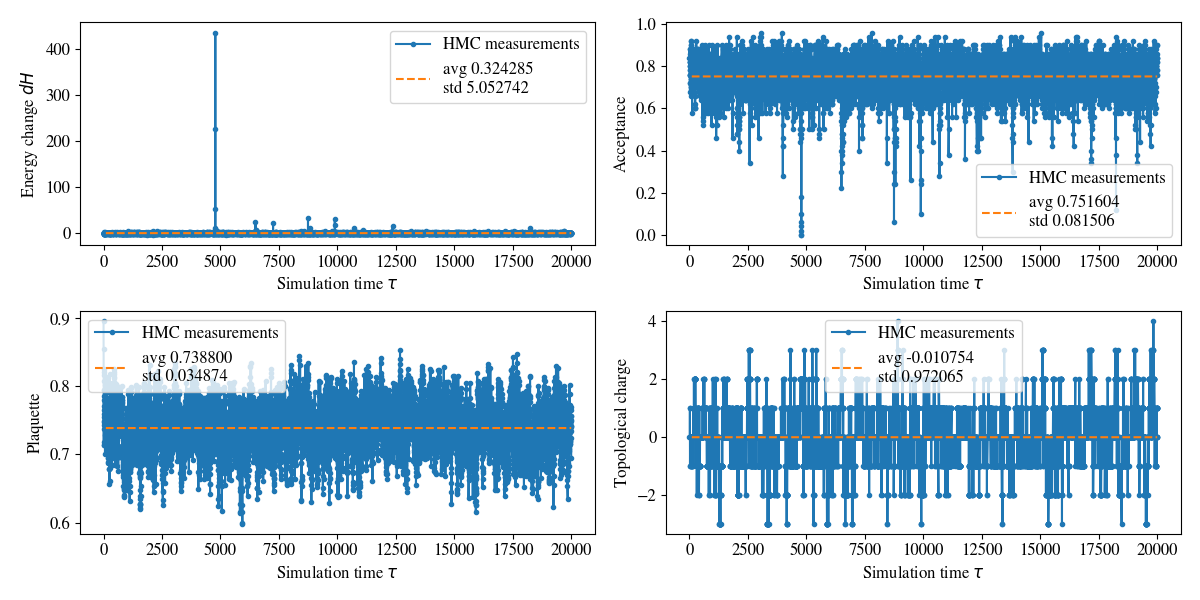 400
300
200
100
0
Energy change dH
HMC measurements
avg 0.324285
std 5.052742
0 2500 5000 7500 10000 12500 15000 17500 20000
Simulation time τ
1.0
0.8
0.6
0.4
0.2
0.0
Acceptance
HMC measurements
avg 0.751604
std 0.081506
0 2500 5000 7500 10000 12500 15000 17500 20000
Simulation time τ
0.9
0.8
0.7
0.6
Plaquette
HMC measurements
avg 0.738800
std 0.034874
0 2500 5000 7500 10000 12500 15000 17500 20000
Simulation time τ
4
2
0
−2
Topological charge
HMC measurements
avg -0.010754
std 0.972065
0 2500 5000 7500 10000 12500 15000 17500 20000
Simulation time τ